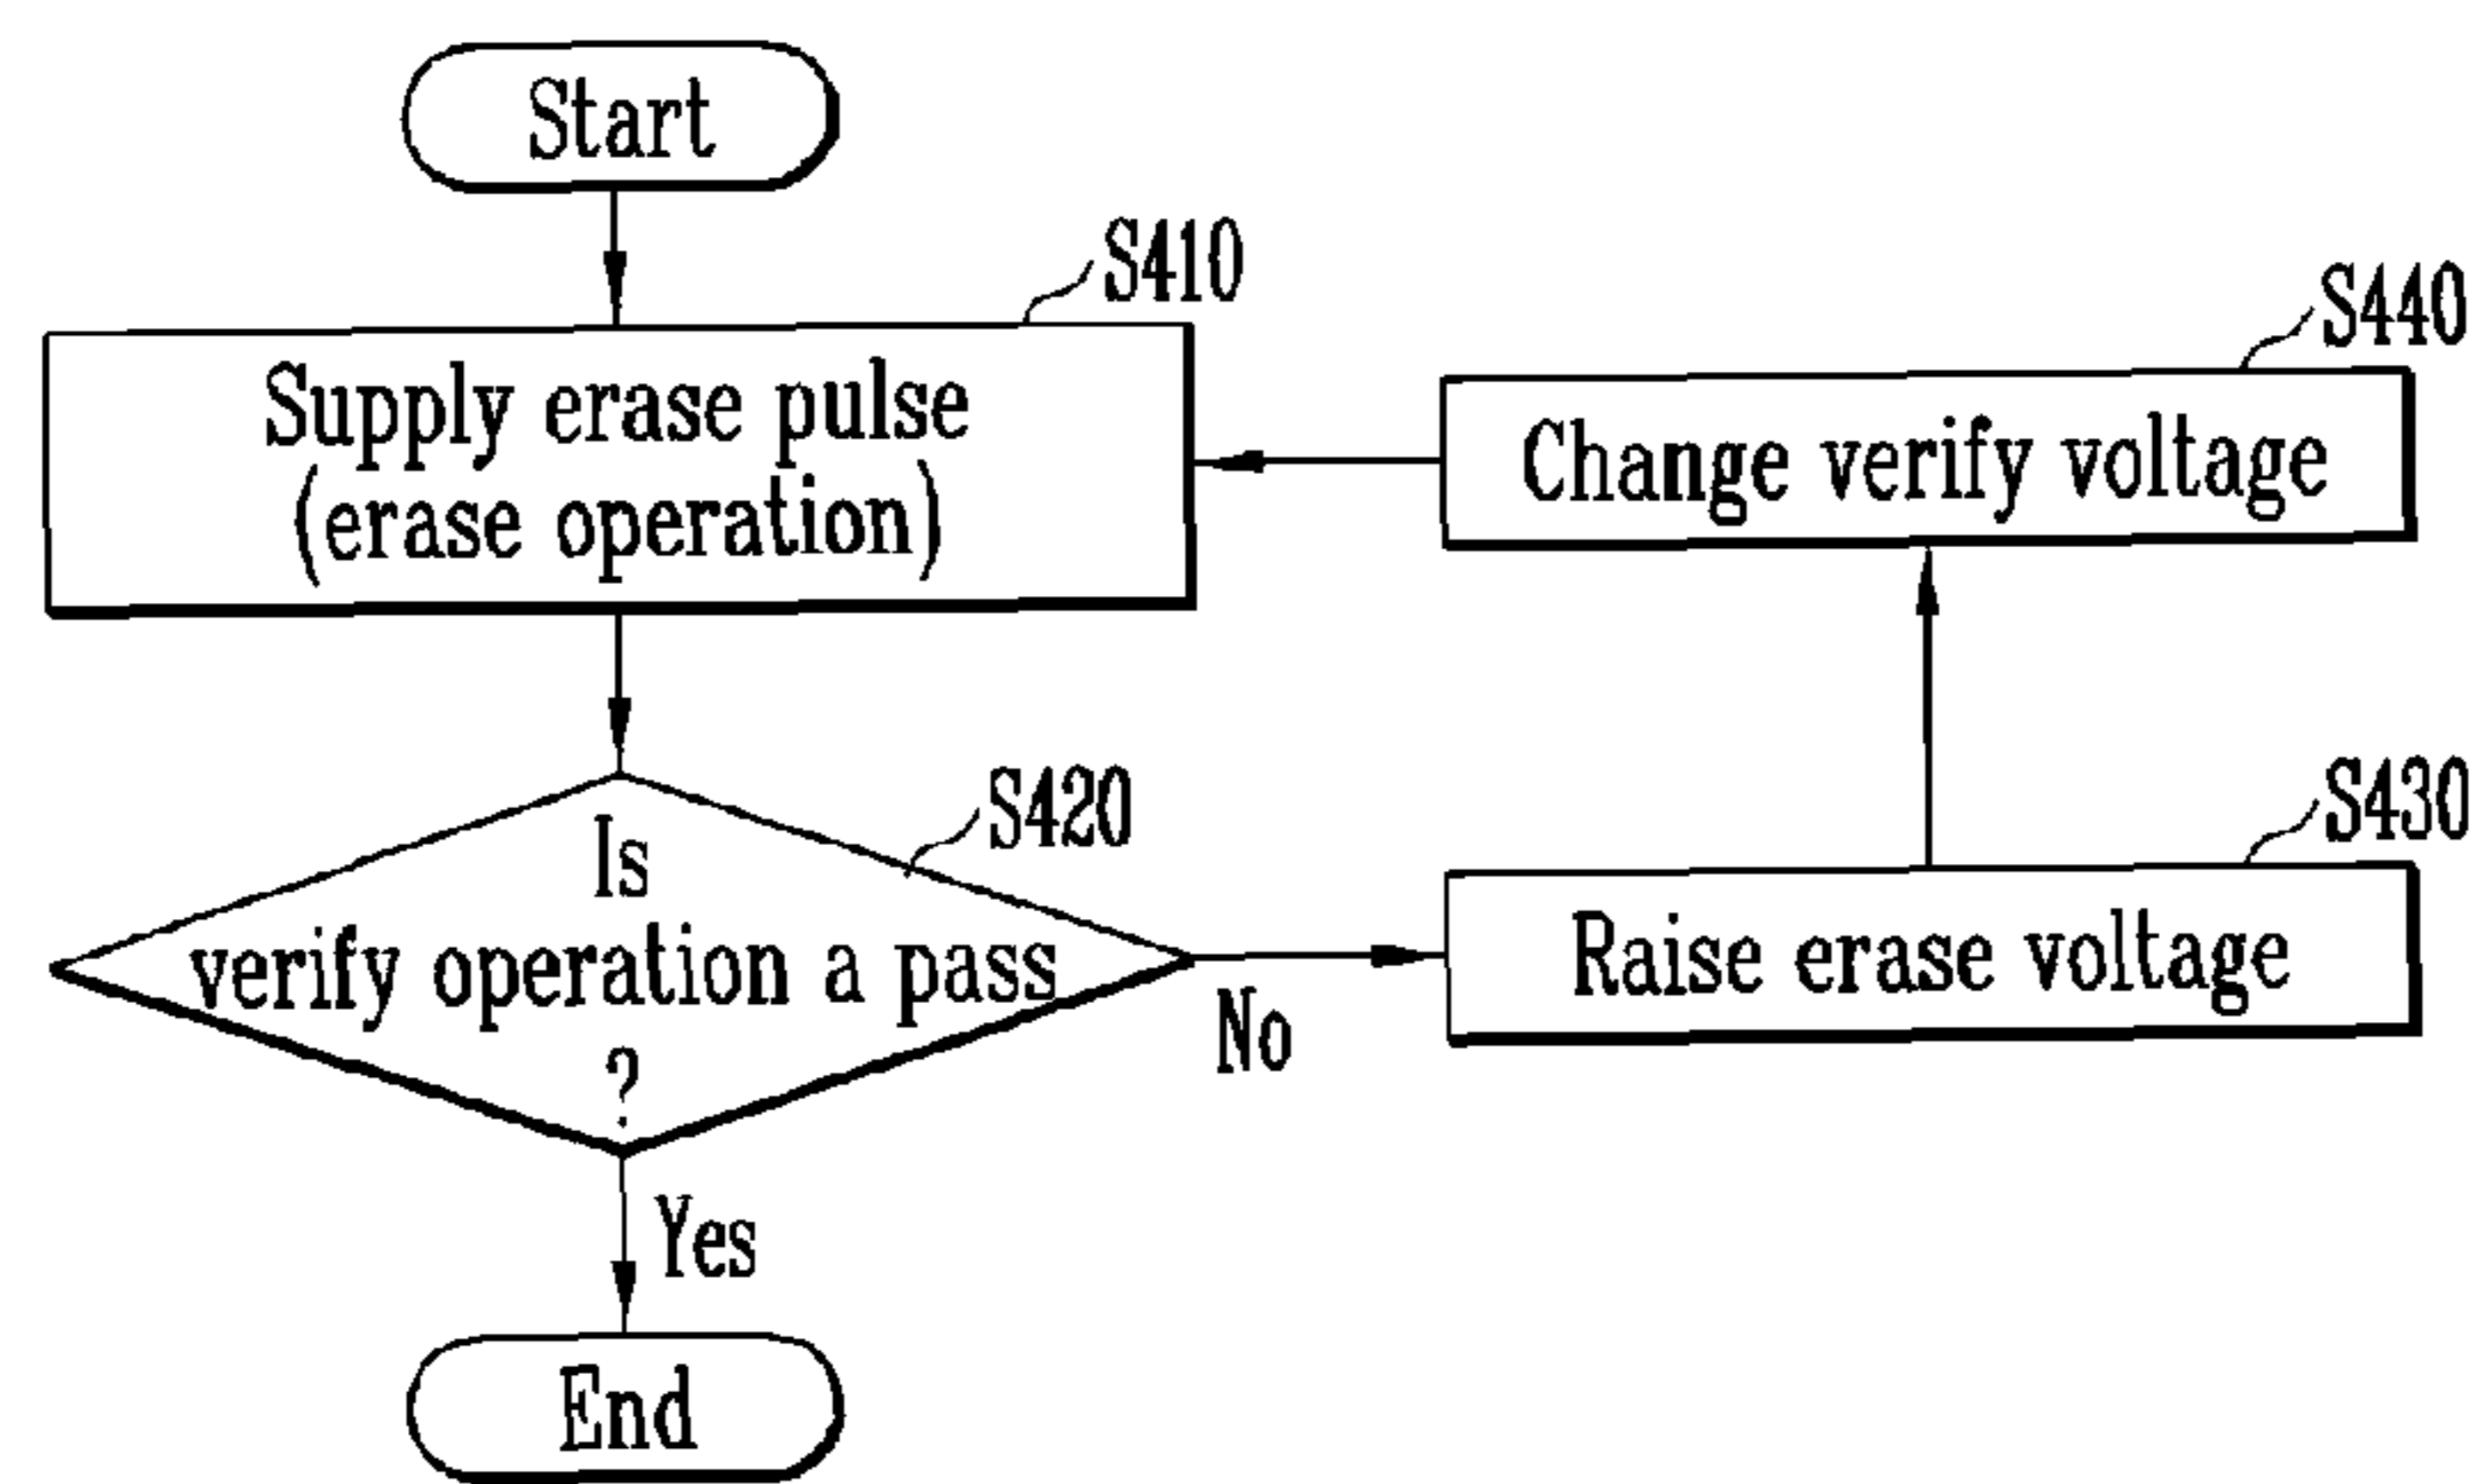 Start
S410
Supply erase pulse
(erase operation)
S440
Change verify voltage
S420
Is
verify operation a pass
?
No
S430
Raise erase voltage
Yes
End